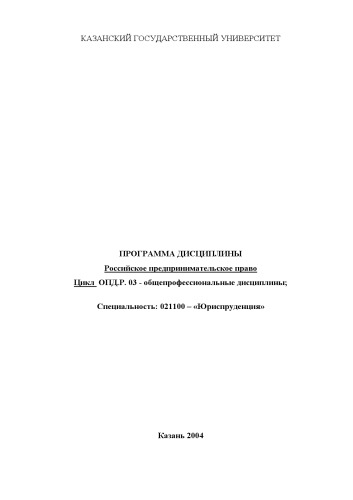 КАЗАНСКИЙ ГОСУДАРСТВЕННЫЙ УНИВЕРСИТЕТ
ПРОГРАММА ДИСЦИПЛИНЫ
Российское предпринимательское право
Цикл ОПД.Р. 03 - общепрофессиональные дисциплины;
Специальность: 021100 – «Юриспруденция»
Казань 2004